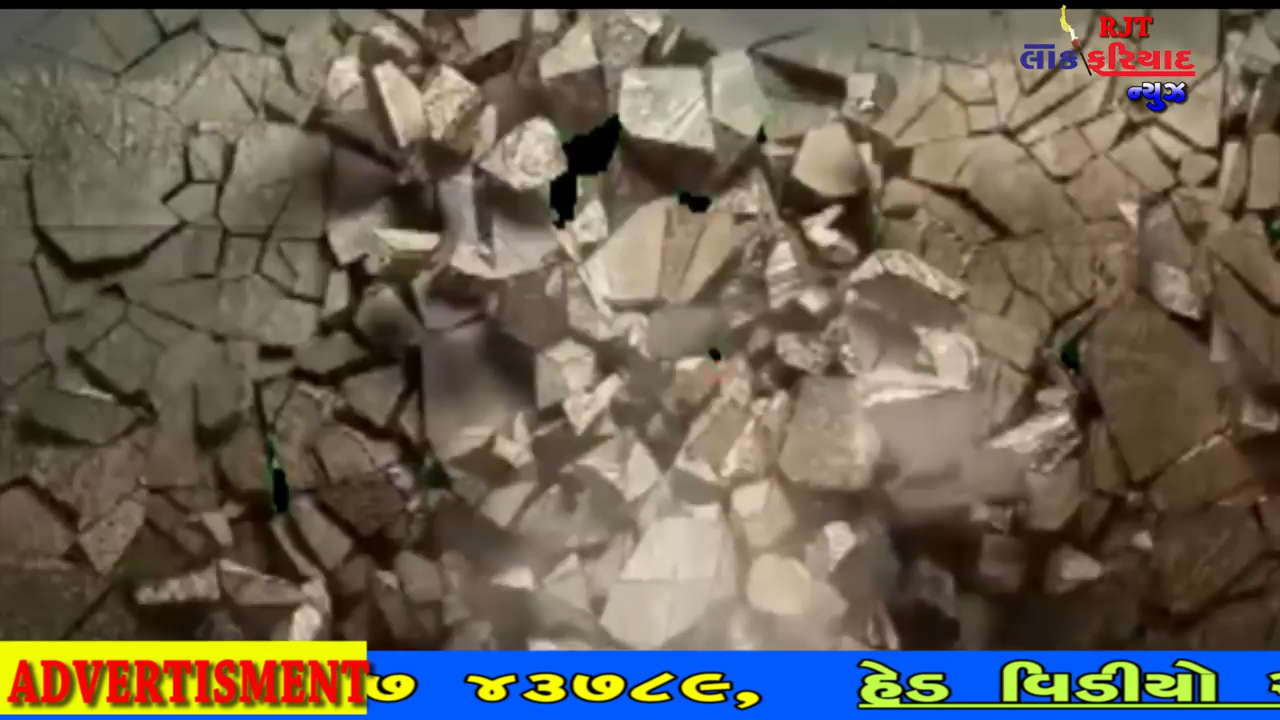 RJT
લોક ફરિયાદ
ન્યુઝ
ADVERTISMENT ૭ ૪૩૭૮૯, હેડ વિડીયો